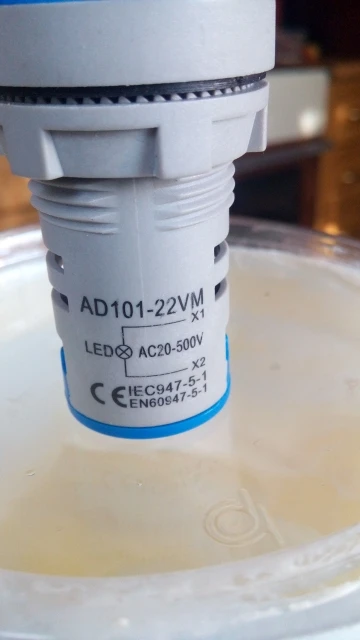 AD101-22VM
X1
LED AC20-500V
X2
CE IEC947-5-1
EN60947-5-1